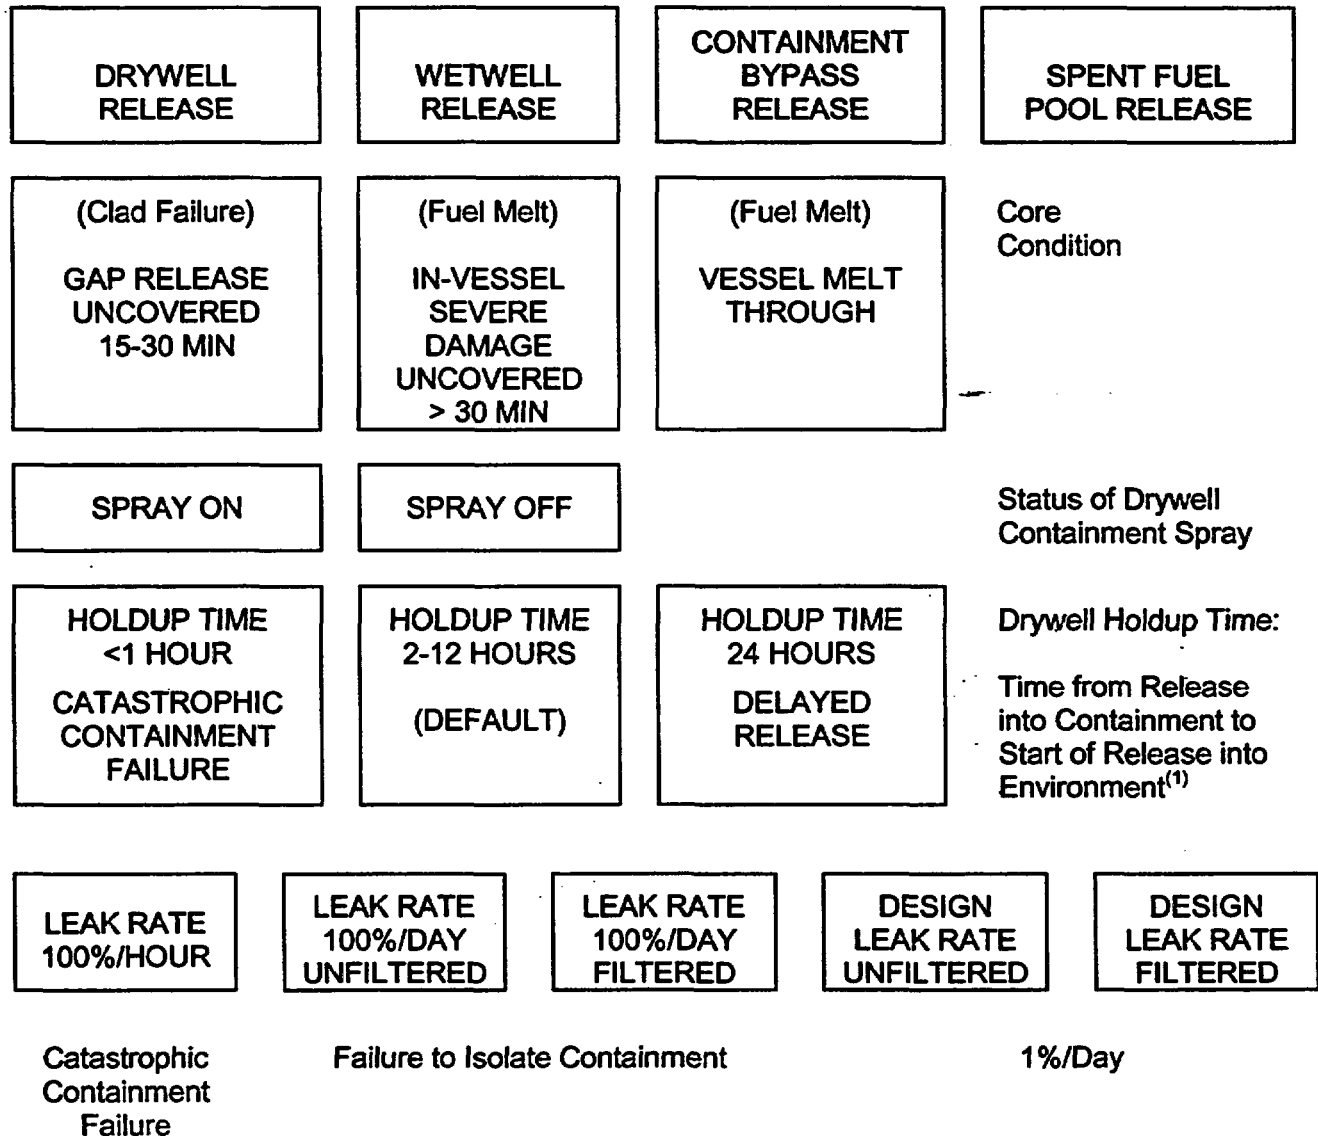 DRYWELL
RELEASE
WETWELL
RELEASE
CONTAINMENT
BYPASS
RELEASE
SPENT FUEL
POOL RELEASE
(Clad Failure)
GAP RELEASE
UNCOVERED
15-30 MIN
(Fuel Melt)
IN-VESSEL
SEVERE
DAMAGE
UNCOVERED
> 30 MIN
(Fuel Melt)
VESSEL MELT
THROUGH
Core
Condition
SPRAY ON
SPRAY OFF
Status of Drywell
Containment Spray
HOLDUP TIME
<1 HOUR
CATASTROPHIC
CONTAINMENT
FAILURE
HOLDUP TIME
2-12 HOURS
(DEFAULT)
HOLDUP TIME
24 HOURS
DELAYED
RELEASE
Drywell Holdup Time:
Time from Release
into Containment to
Start of Release into
Environment(1)
LEAK RATE
100%/HOUR
LEAK RATE
100%/DAY
UNFILTERED
LEAK RATE
100%/DAY
FILTERED
DESIGN
LEAK RATE
UNFILTERED
DESIGN
LEAK RATE
FILTERED
Catastrophic
Containment
Failure
Failure to Isolate Containment
1%/Day